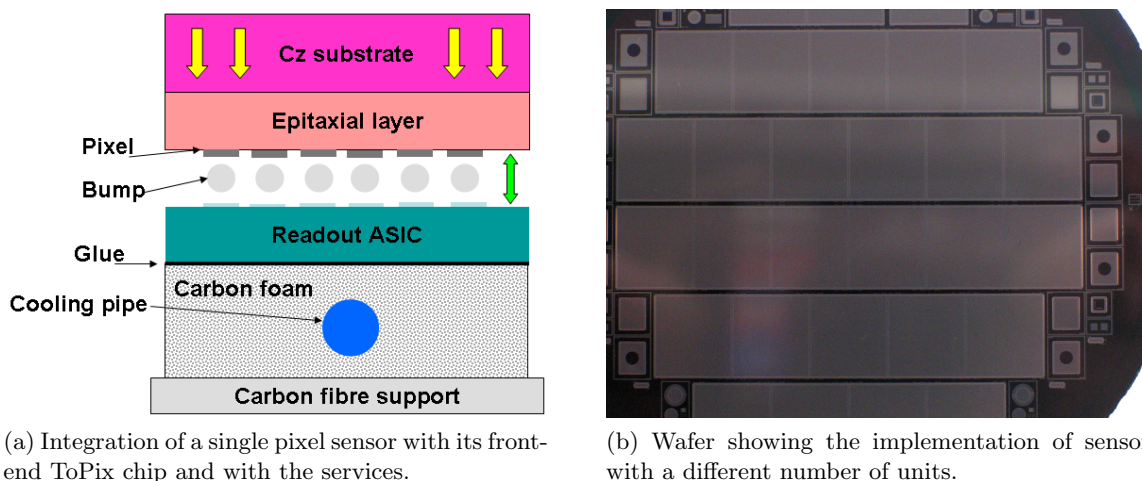 Cz substrate
Epitaxial layer
Pixel
Bump
Readout ASIC
Glue
Carbon foam
Cooling pipe
Carbon fibre support
(a) Integration of a single pixel sensor with its front-
end ToPix chip and with the services.
(b) Wafer showing the implementation of sensor
with a different number of units.